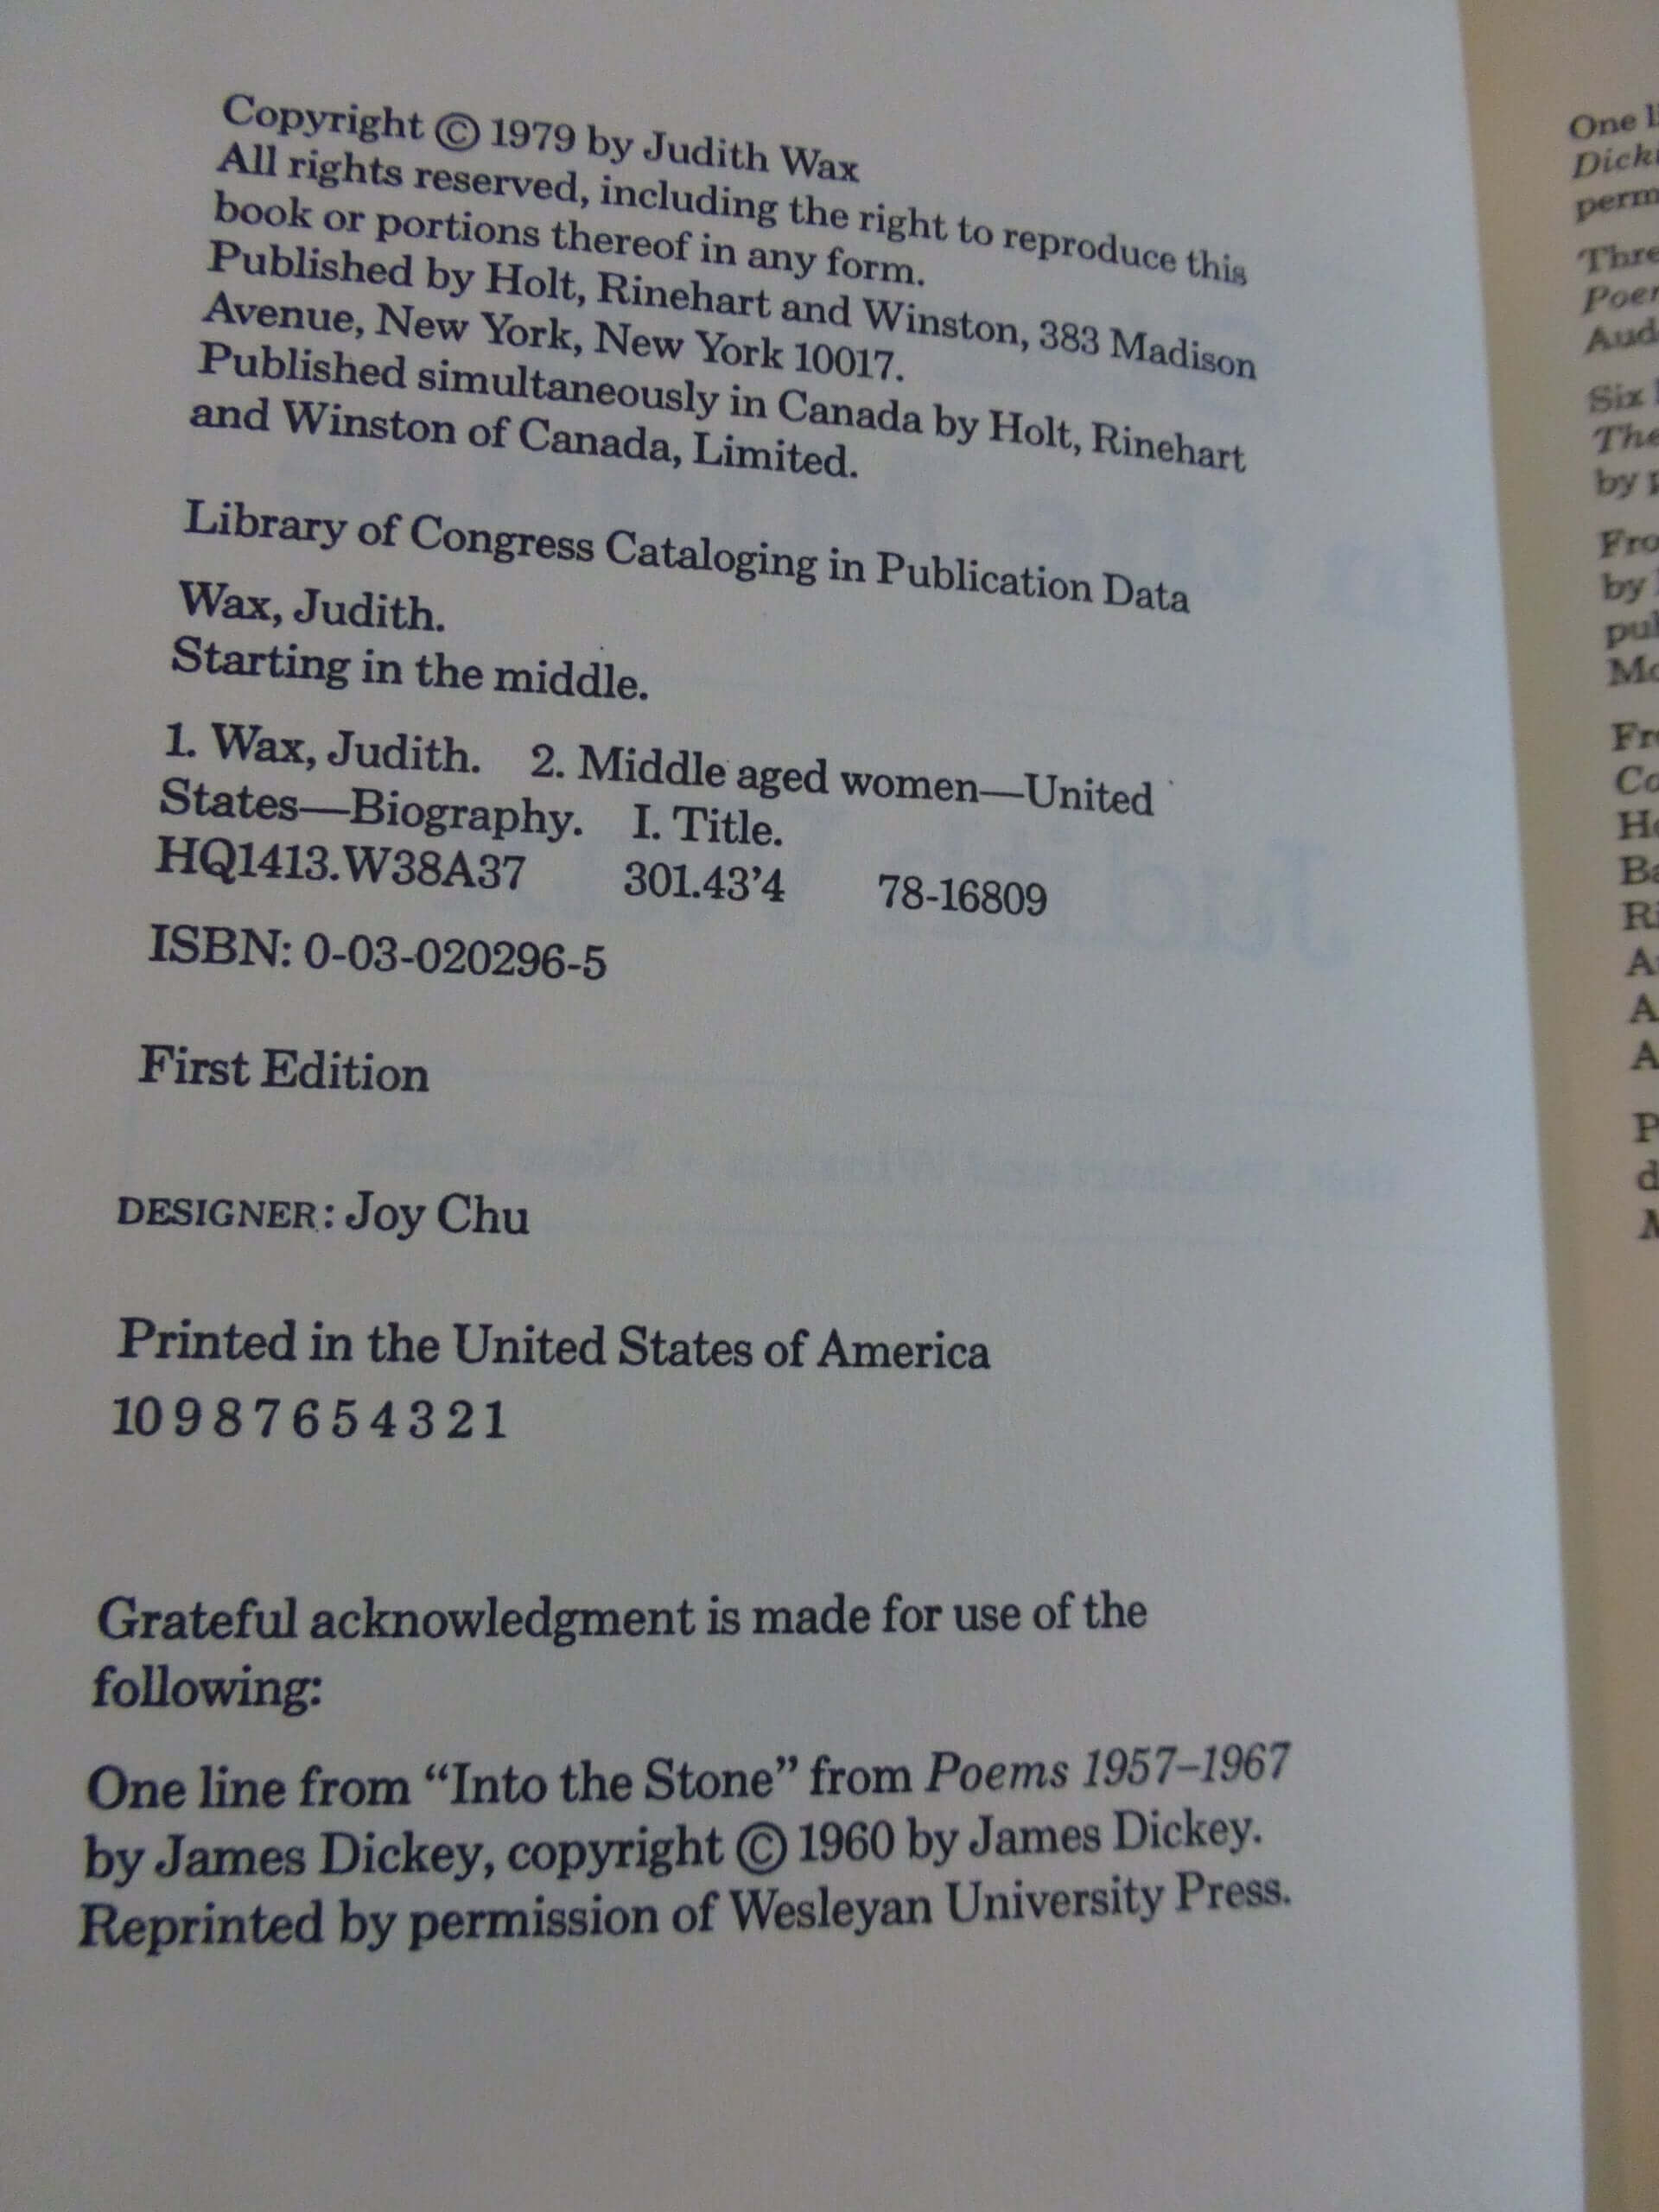 Copyright © 1979 by Judith Wax
All rights reserved, including the right to reproduce this
book or portions thereof in any form.
Published by Holt, Rinehart and Winston, 383 Madison
Avenue, New York, New York 10017.
Published simultaneously in Canada by Holt, Rinehart
and Winston of Canada, Limited.
Library of Congress Cataloging in Publication Data
Wax, Judith.
Starting in the middle.
1. Wax, Judith. 2. Middle aged women—United
States—Biography. I. Title.
HQ1413.W38A37 301.43’4 78-16809
ISBN: 0-03-020296-5
First Edition
DESIGNER: Joy Chu
Printed in the United States of America
10 9 8 7 6 5 4 3 2 1
Grateful acknowledgment is made for use of the
following:
One line from “Into the Stone” from Poems 1957–1967
by James Dickey, copyright © 1960 by James Dickey.
Reprinted by permission of Wesleyan University Press.
One
Six
The
by
by